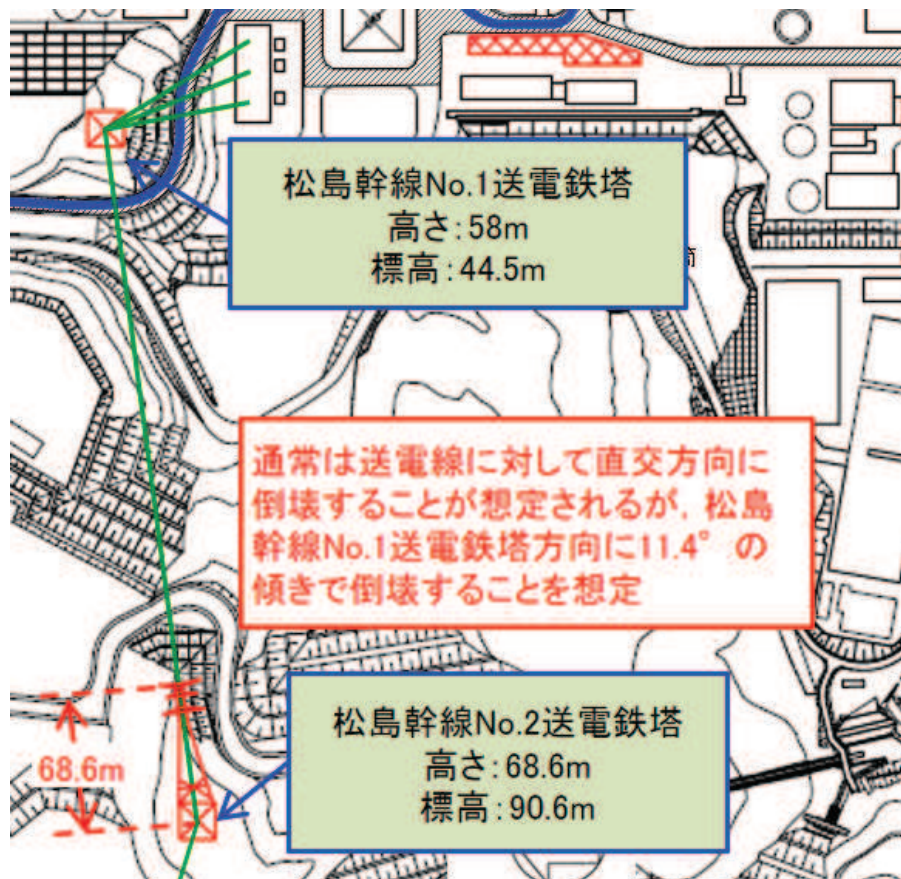 松島幹線No.1送電鉄塔
高さ：58m
標高：44.5m
筒
通常は送電線に対して直交方向に
倒壊することが想定されるが，松島
幹線No.1送電鉄塔方向に11.4°の
傾きで倒壊することを想定
松島幹線No.2送電鉄塔
高さ：68.6m
標高：90.6m
68.6m